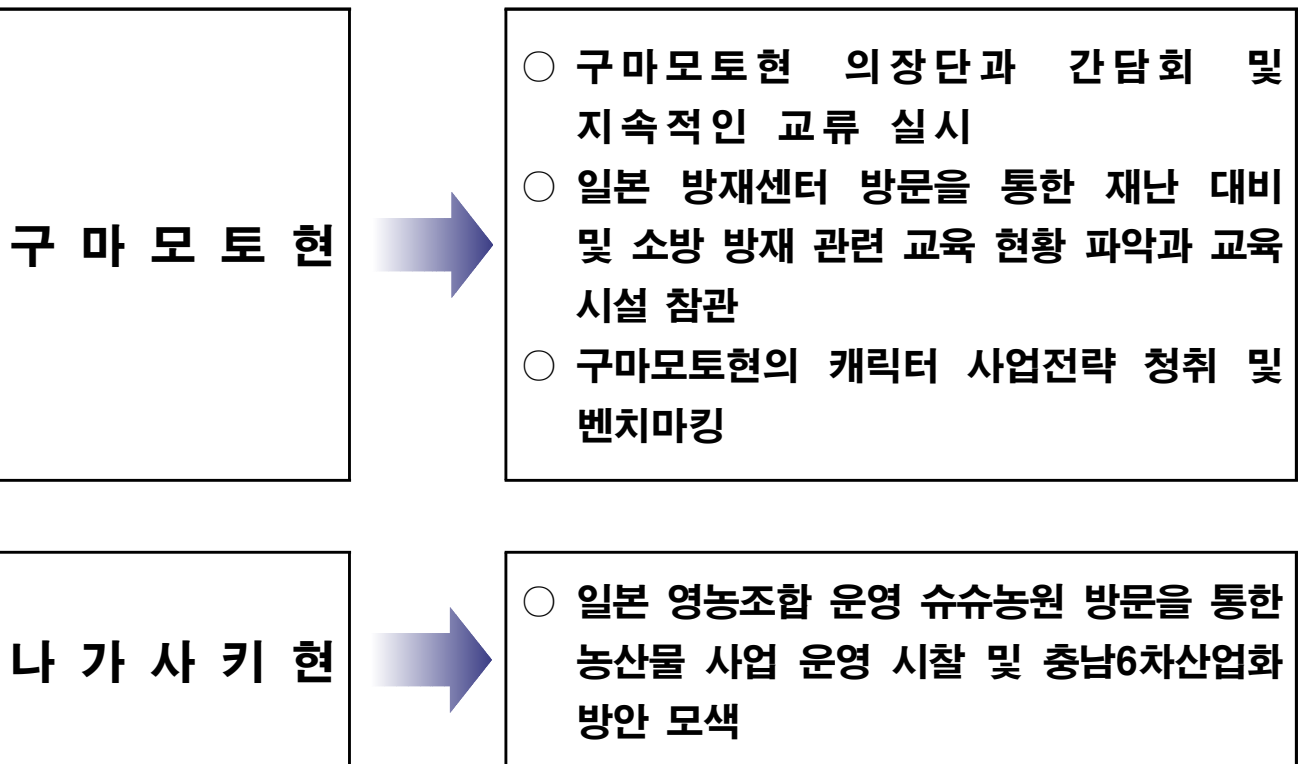 구 마 모 토 현
○ 구마모토현 의장단과 간담회 및
지속적인 교류 실시
○ 일본 방재센터 방문을 통한 재난 대비
및 소방 방재 관련 교육 현황 파악과 교육
시설 참관
○ 구마모토현의 캐릭터 사업전략 청취 및
벤치마킹
나 가 사 키 현
○ 일본 영농조합 운영 슈슈농원 방문을 통한
농산물 사업 운영 시찰 및 충남6차산업화
방안 모색